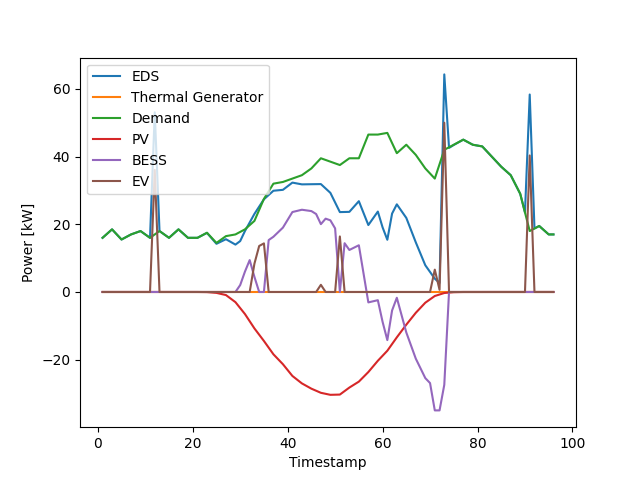 EDS
Thermal Generator
Demand
PV
BESS
EV
Power [kW]
60
40
20
0
−20
0
20
40
60
80
100
Timestamp